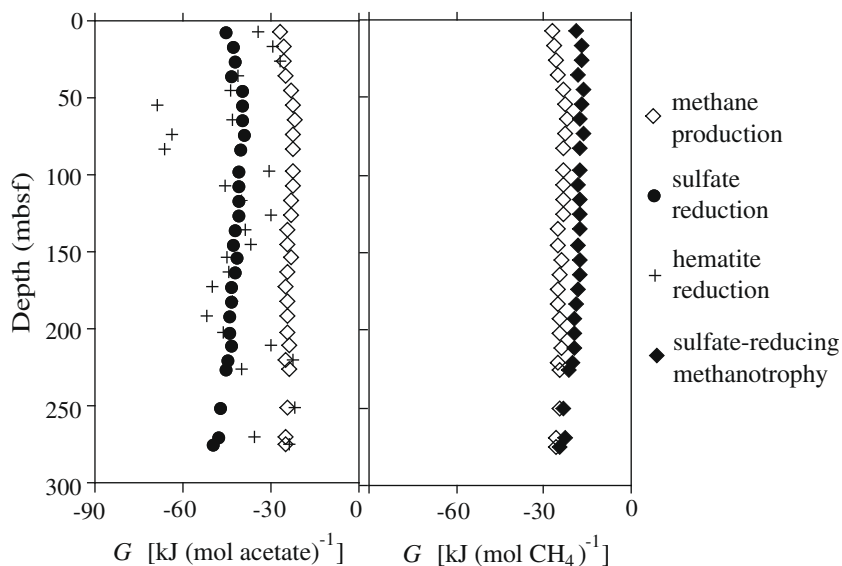 0
50
100
150
200
250
300
Depth (mbsf)
-90 -60 -30 0
-60 -30 0
G [kJ (mol acetate)-1]
G [kJ (mol CH4)-1]
methane
production
sulfate
reduction
hematite
reduction
sulfate-reducing
methanotrophy